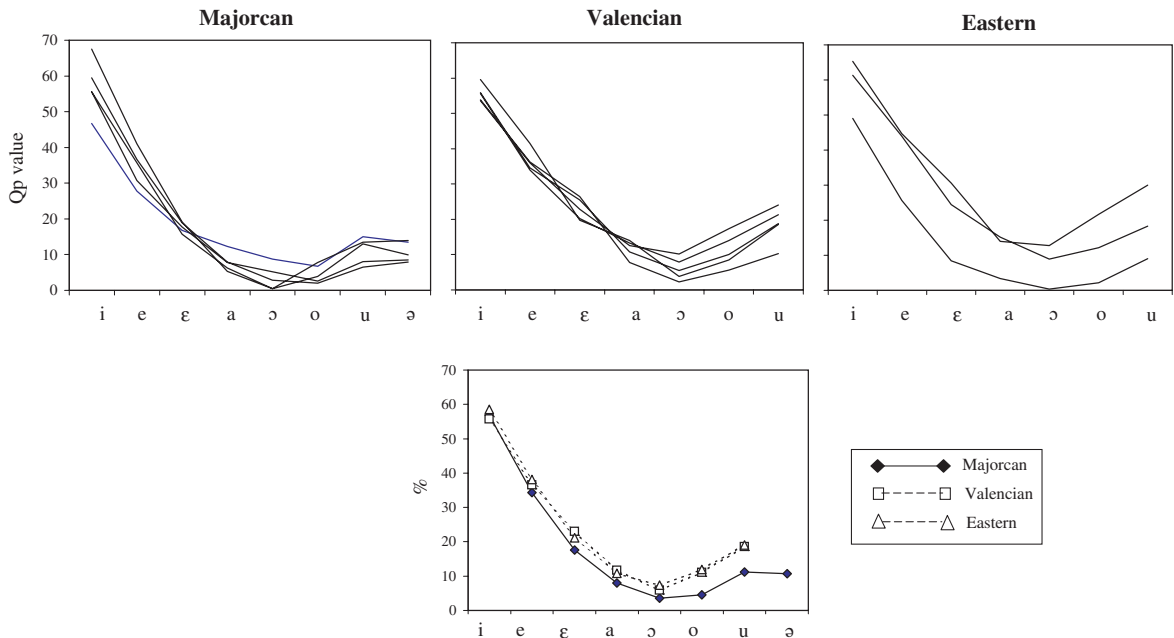 Majorcan
Valencian
Eastern
Qp value
70
60
50
40
30
20
10
0
i e ɛ a ɔ o u ə
i e ɛ a ɔ o u
i e ɛ a ɔ o u
%
70
60
50
40
30
20
10
0
i e ɛ a ɔ o u ə
Majorcan
Valencian
Eastern